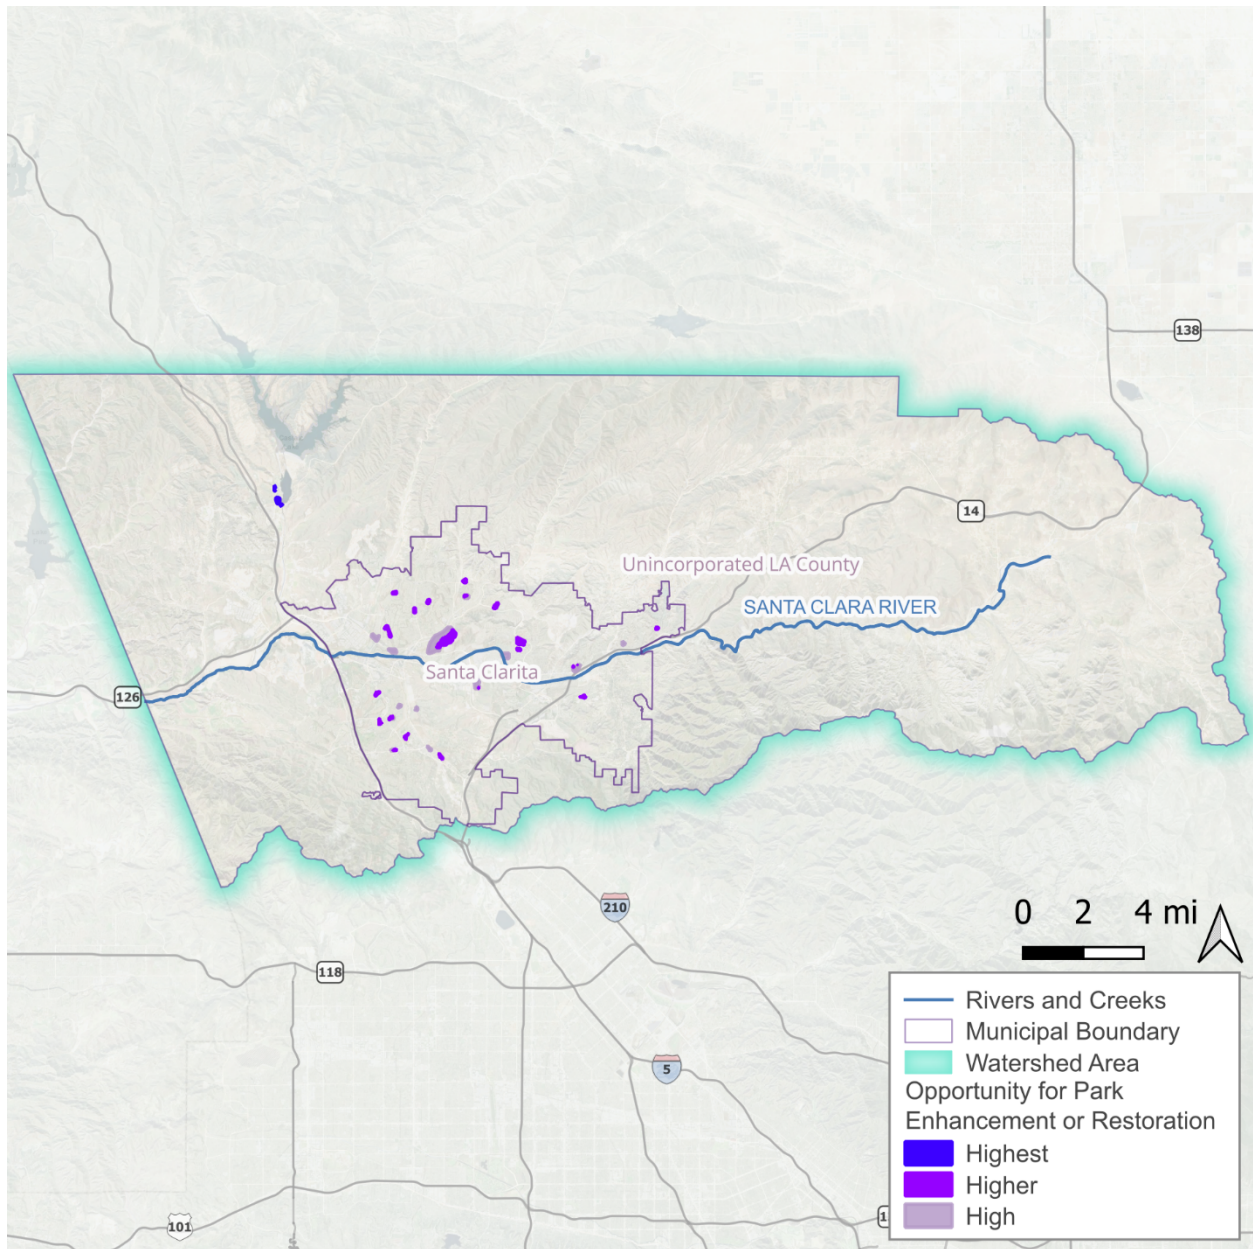 138
14
Unincorporated LA County
SANTA CLARA RIVER
Santa Clarita
126
210
0 2 4 mi
118
5
101
Rivers and Creeks
Municipal Boundary
Watershed Area
Opportunity for Park
Enhancement or Restoration
Highest
Higher
High